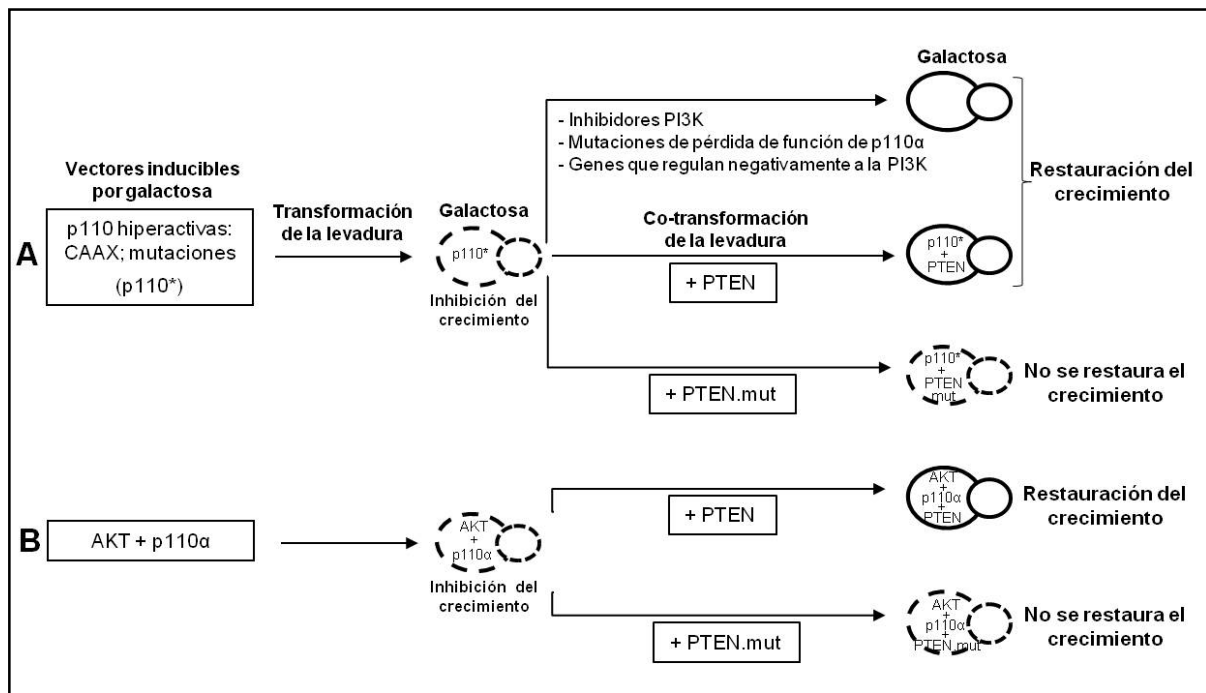 Vectores inducibles
por galactosa
A
p110 hiperactivas:
CAAX; mutaciones
(p110*)
Transformación
de la levadura
Galactosa
p110*
Inhibición del
crecimiento
- Inhibidores PI3K
- Mutaciones de pérdida de función de p110α
- Genes que regulan negativamente a la PI3K
Galactosa
Restauración del
crecimiento
Co-transformación
de la levadura
+ PTEN
p110*
+
PTEN
+ PTEN.mut
p110*
+
PTEN
mut
No se restaura el
crecimiento
B
AKT + p110α
AKT
+
p110α
Inhibición del
crecimiento
+ PTEN
AKT
+
p110α
+
PTEN
Restauración del
crecimiento
+ PTEN.mut
AKT
+
p110α
+
PTEN.mut
No se restaura el
crecimiento